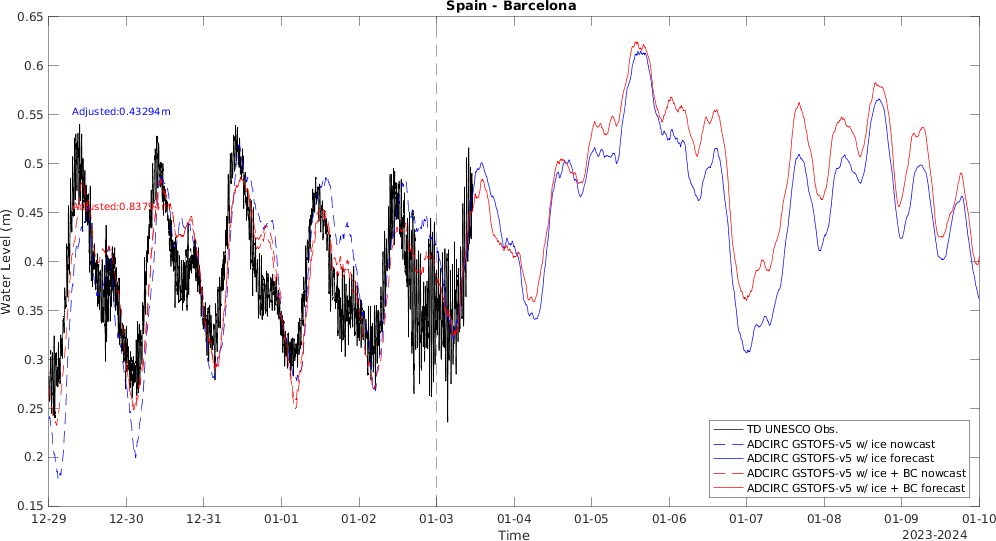 Spain - Barcelona
0.65
0.6
0.55
0.5
0.45
0.4
0.35
0.3
0.25
0.2
0.15
Water Level (m)
Adjusted:0.43294m
Adjusted:0.83794m
TD UNESCO Obs.
ADCIRC GSTOFS-v5 w/ ice nowcast
ADCIRC GSTOFS-v5 w/ ice forecast
ADCIRC GSTOFS-v5 w/ ice + BC nowcast
ADCIRC GSTOFS-v5 w/ ice + BC forecast
12-29 12-30 12-31 01-01 01-02 01-03 01-04 01-05 01-06 01-07 01-08 01-09 01-10
Time
2023-2024